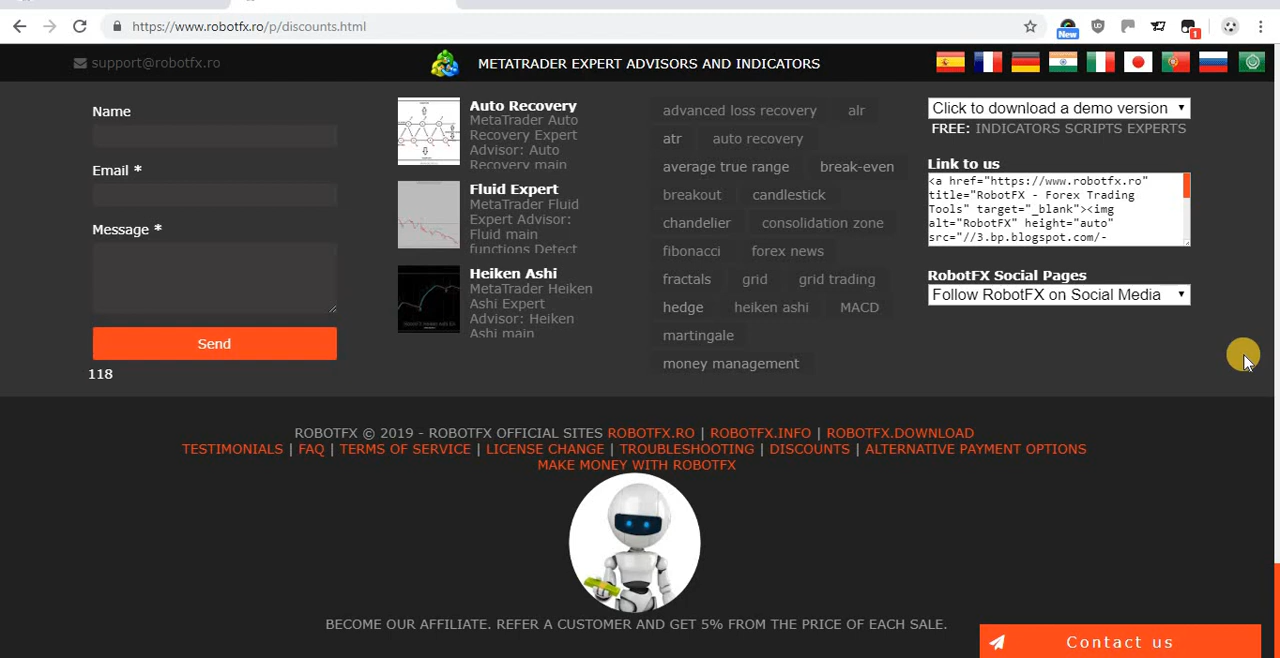 https://www.robotfx.ro/p/discounts.html
New
1
support@robotfx.ro
METATRADER EXPERT ADVISORS AND INDICATORS
Name
Email *
Message *
Send
118
Auto Recovery
MetaTrader Auto
Recovery Expert
Advisor: Auto
Recovery main
Fluid Expert
MetaTrader Fluid
Expert Advisor: Fluid main
functions Detect
Heiken Ashi
MetaTrader Heiken
Ashi Expert
Advisor: Heiken
Ashi main
advanced loss recovery alr
atr auto recovery
average true range break-even
breakout candlestick
chandelier consolidation zone
fibonacci forex news
fractals grid grid trading
hedge heiken ashi MACD
martingale
money management
Click to download a demo version
FREE: INDICATORS SCRIPTS EXPERTS
Link to us
<a href="https://www.robotfx.ro"
title="RobotFX - Forex Trading
Tools" target="_blank"><img
alt="RobotFX" height="auto"
src="//3.bp.blogspot.com/-
RobotFX Social Pages
Follow RobotFX on Social Media
ROBOTFX © 2019 - ROBOTFX OFFICIAL SITES ROBOTFX.RO | ROBOTFX.INFO | ROBOTFX.DOWNLOAD
TESTIMONIALS | FAQ | TERMS OF SERVICE | LICENSE CHANGE | TROUBLESHOOTING | DISCOUNTS | ALTERNATIVE PAYMENT OPTIONS
MAKE MONEY WITH ROBOTFX
BECOME OUR AFFILIATE. REFER A CUSTOMER AND GET 5% FROM THE PRICE OF EACH SALE.
Contact us